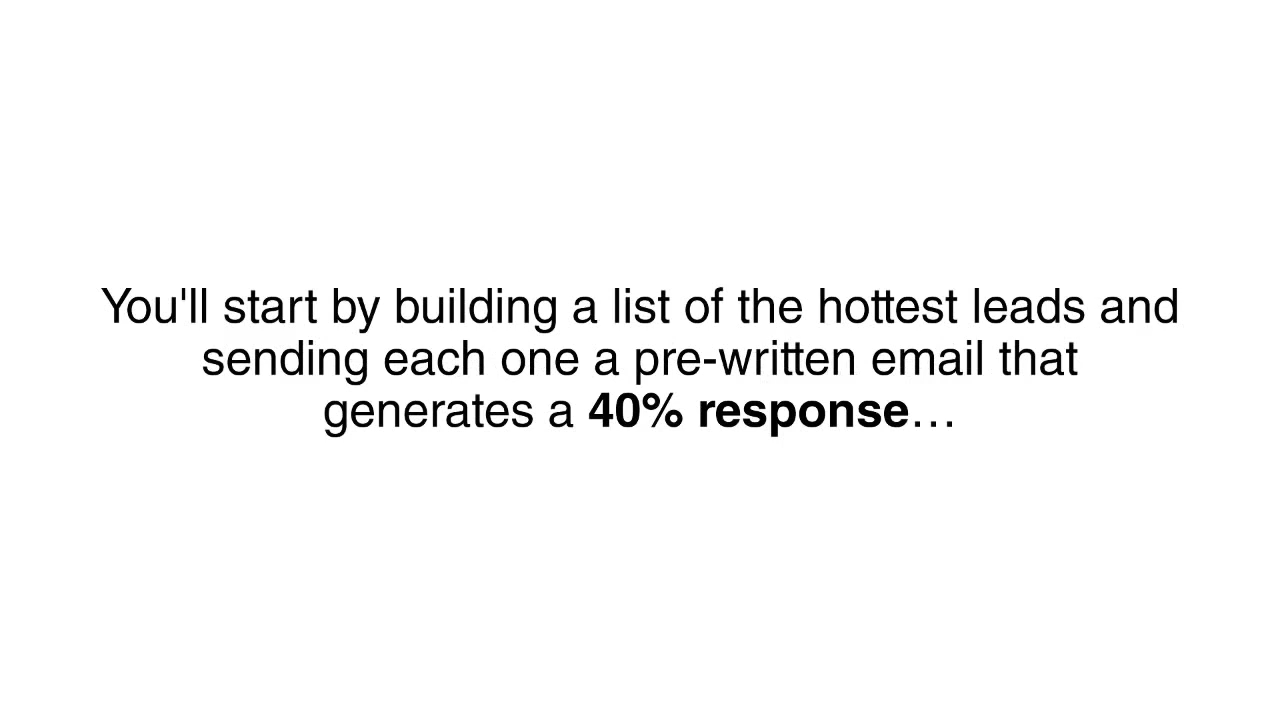 You'll start by building a list of the hottest leads and
sending each one a pre-written email that
generates a 40% response…